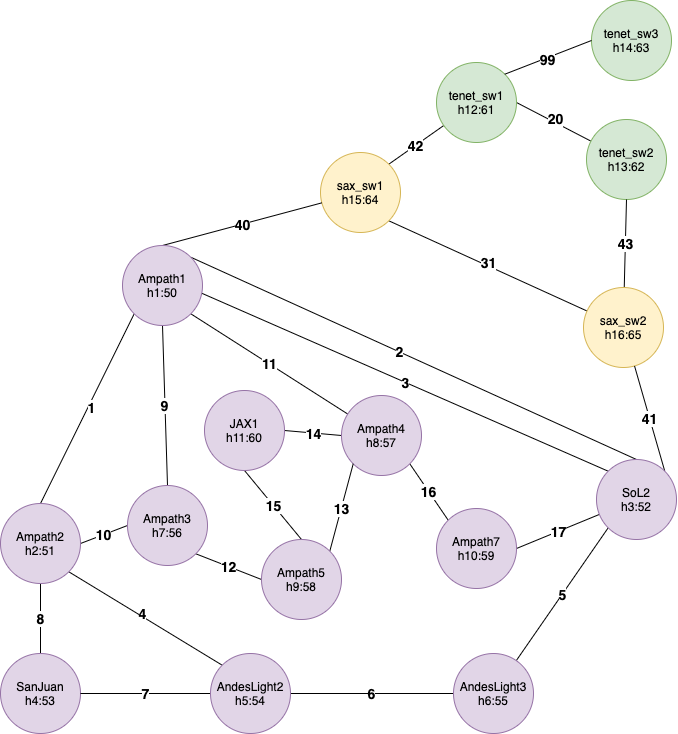 tenet_sw3
h14:63
99
tenet_sw1
h12:61
20
tenet_sw2
h13:62
42
sax_sw1
h15:64
40
43
31
Ampath1
h1:50
sax_sw2
h16:65
2
11
3
1
9
41
JAX1
h11:60
14
Ampath4
h8:57
16
SoL2
h3:52
15
13
Ampath3
h7:56
10
Ampath2
h2:51
17
Ampath7
h10:59
12
Ampath5
h9:58
5
4
8
SanJuan
h4:53
7
AndesLight2
h5:54
6
AndesLight3
h6:55